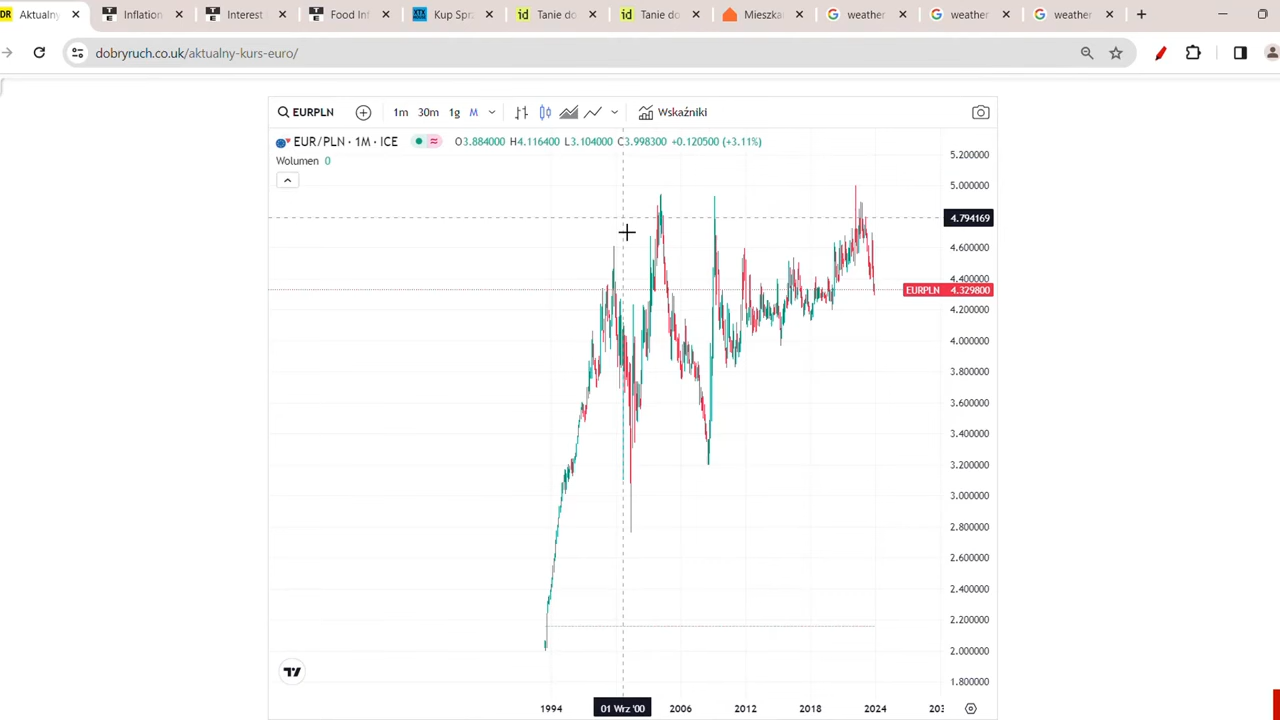 DR Aktualny
Inflation
Interest
Food Inf
Kup Sprz
Tanie do
Tanie do
Mieszka
weather
weather
weather
dobryruch.co.uk/aktualny-kurs-euro/
EURPLN 1m 30m 1g M Wskaźniki
EUR/PLN · 1M · ICE O3.884000 H4.116400 L3.104000 C3.998300 +0.120500 (+3.11%)
Wolumen 0
5.200000
5.000000
4.794169
4.600000
4.400000
EURPLN 4.329800
4.200000
4.000000
3.800000
3.600000
3.400000
3.200000
3.000000
2.800000
2.600000
2.400000
2.200000
2.000000
1.800000
1994 01 Wrz '00 2006 2012 2018 2024 203